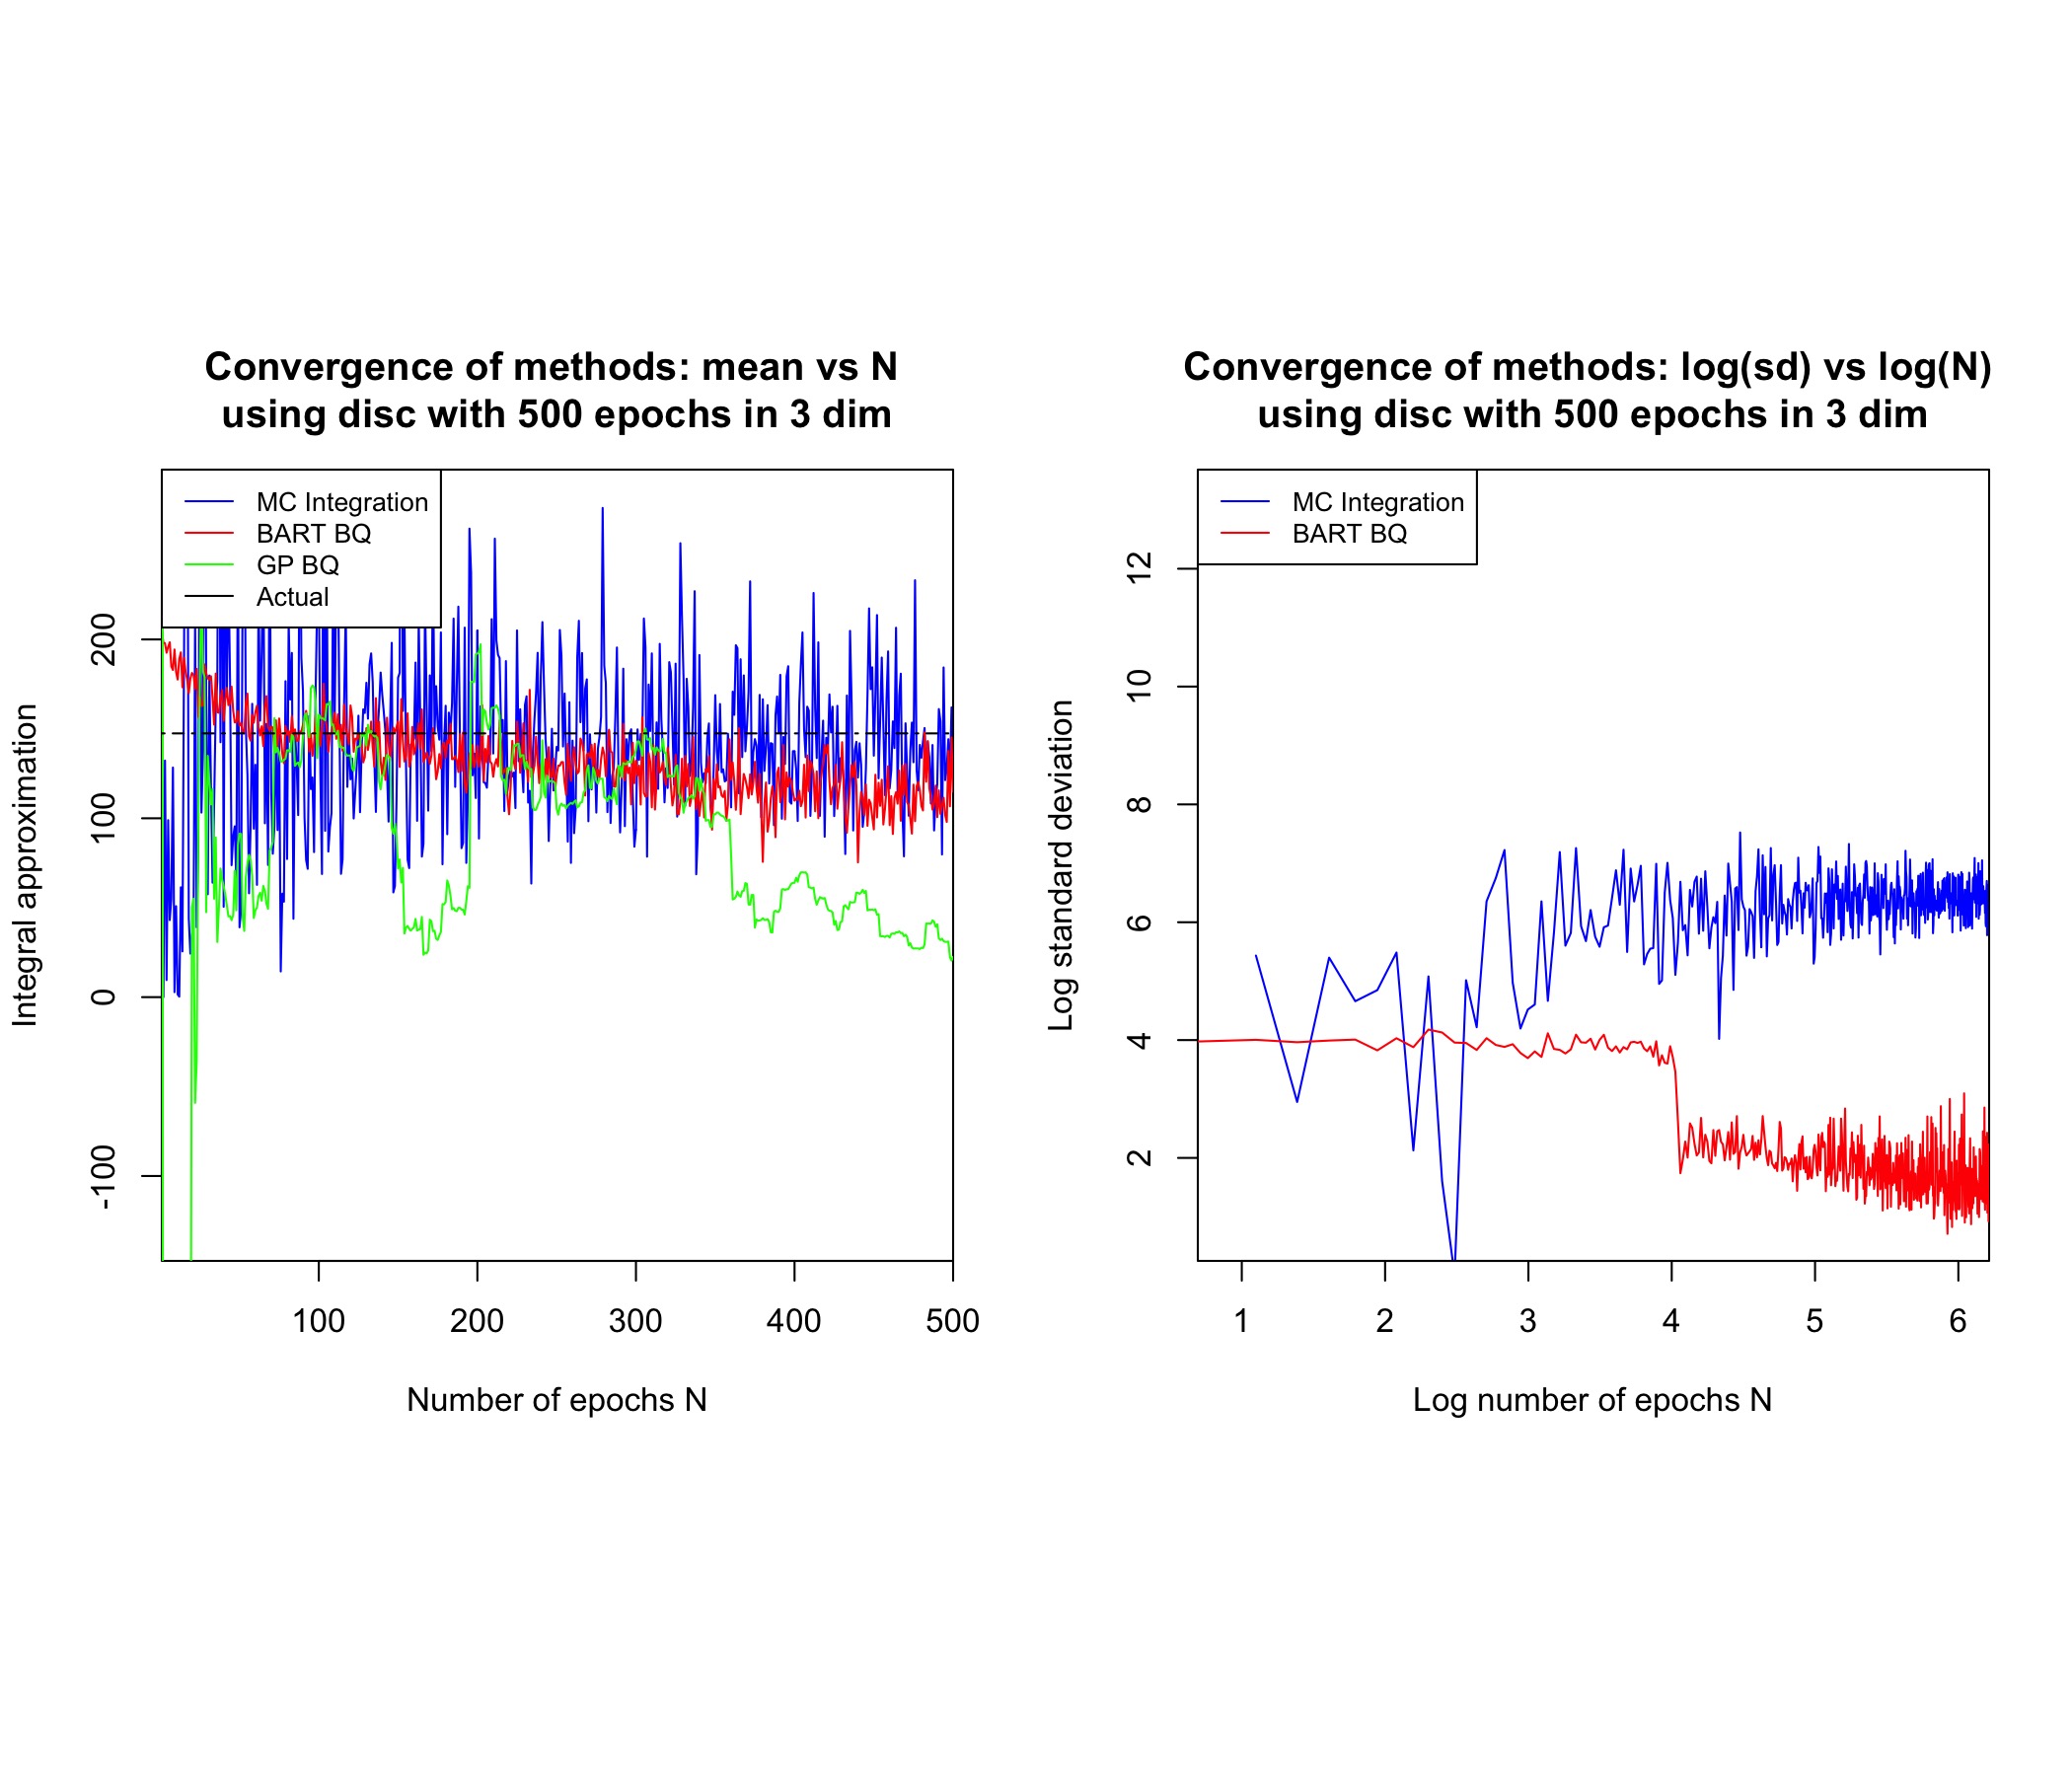 Convergence of methods: mean vs N
using disc with 500 epochs in 3 dim
MC Integration
BART BQ
GP BQ
Actual
Integral approximation
200
100
0
-100
100 200 300 400 500
Number of epochs N
Convergence of methods: log(sd) vs log(N)
using disc with 500 epochs in 3 dim
MC Integration
BART BQ
Log standard deviation
12
10
8
6
4
2
1 2 3 4 5 6
Log number of epochs N